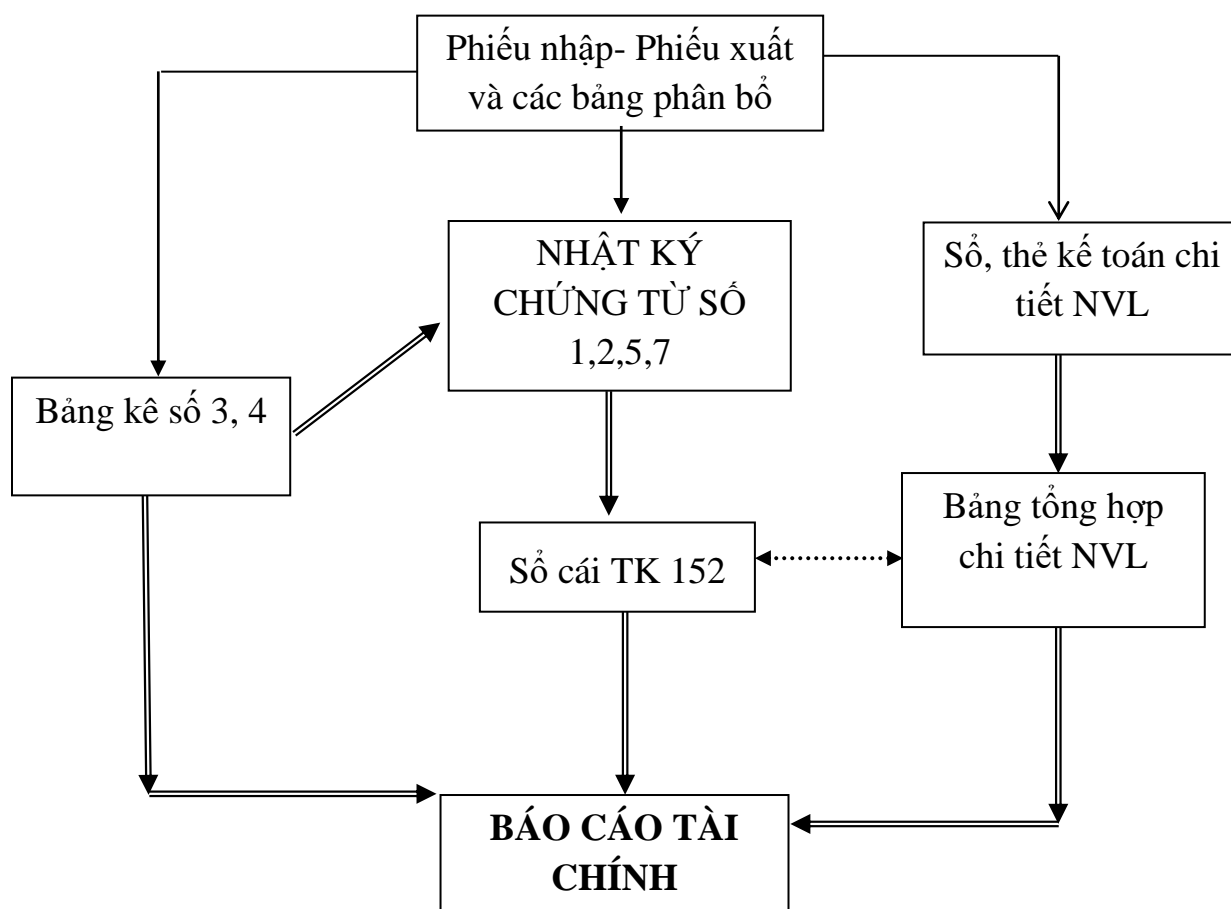 Phiếu nhập- Phiếu xuất
và các bảng phân bổ
NHẬT KÝ
CHỨNG TỪ SỐ
1,2,5,7
Sổ, thẻ kế toán chi
tiết NVL
Bảng kê số 3, 4
Bảng tổng hợp
chi tiết NVL
Sổ cái TK 152
BÁO CÁO TÀI
CHÍNH